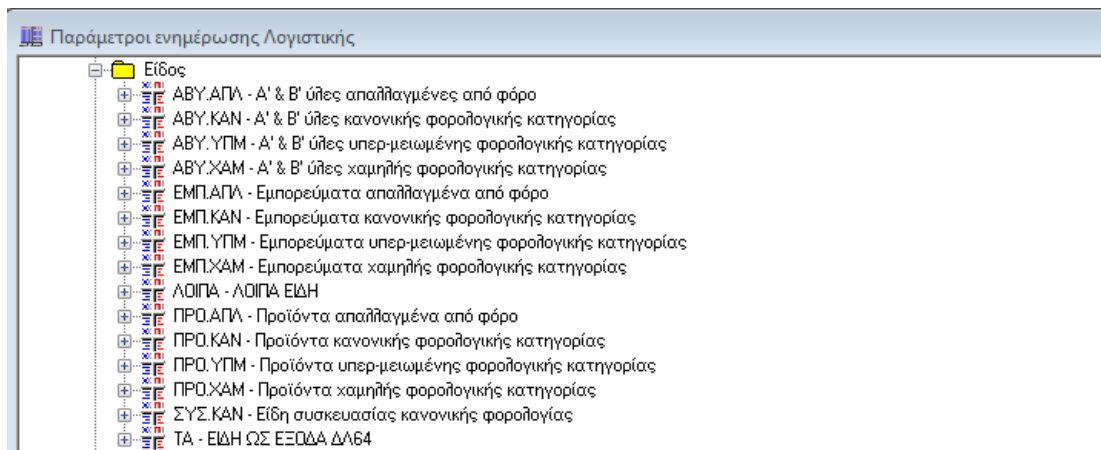 Παράμετροι ενημέρωσης Λογιστικής
Είδος
ΑΒΥ.ΑΠΛ - Α' & Β' ύλες απαλλαγμένες από φόρο
ΑΒΥ.ΚΑΝ - Α' & Β' ύλες κανονικής φορολογικής κατηγορίας
ΑΒΥ.ΥΠΜ - Α' & Β' ύλες υπερ-μειωμένης φορολογικής κατηγορίας
ΑΒΥ.ΧΑΜ - Α' & Β' ύλες χαμηλής φορολογικής κατηγορίας
ΕΜΠ.ΑΠΛ - Εμπορεύματα απαλλαγμένα από φόρο
ΕΜΠ.ΚΑΝ - Εμπορεύματα κανονικής φορολογικής κατηγορίας
ΕΜΠ.ΥΠΜ - Εμπορεύματα υπερ-μειωμένης φορολογικής κατηγορίας
ΕΜΠ.ΧΑΜ - Εμπορεύματα χαμηλής φορολογικής κατηγορίας
ΛΟΙΠΑ - ΛΟΙΠΑ ΕΙΔΗ
ΠΡΟ.ΑΠΛ - Προϊόντα απαλλαγμένα από φόρο
ΠΡΟ.ΚΑΝ - Προϊόντα κανονικής φορολογικής κατηγορίας
ΠΡΟ.ΥΠΜ - Προϊόντα υπερ-μειωμένης φορολογικής κατηγορίας
ΠΡΟ.ΧΑΜ - Προϊόντα χαμηλής φορολογικής κατηγορίας
ΣΥΣ.ΚΑΝ - Είδη συσκευασίας κανονικής φορολογίας
ΤΑ - ΕΙΔΗ ΩΣ ΕΞΟΔΑ ΔΛ64